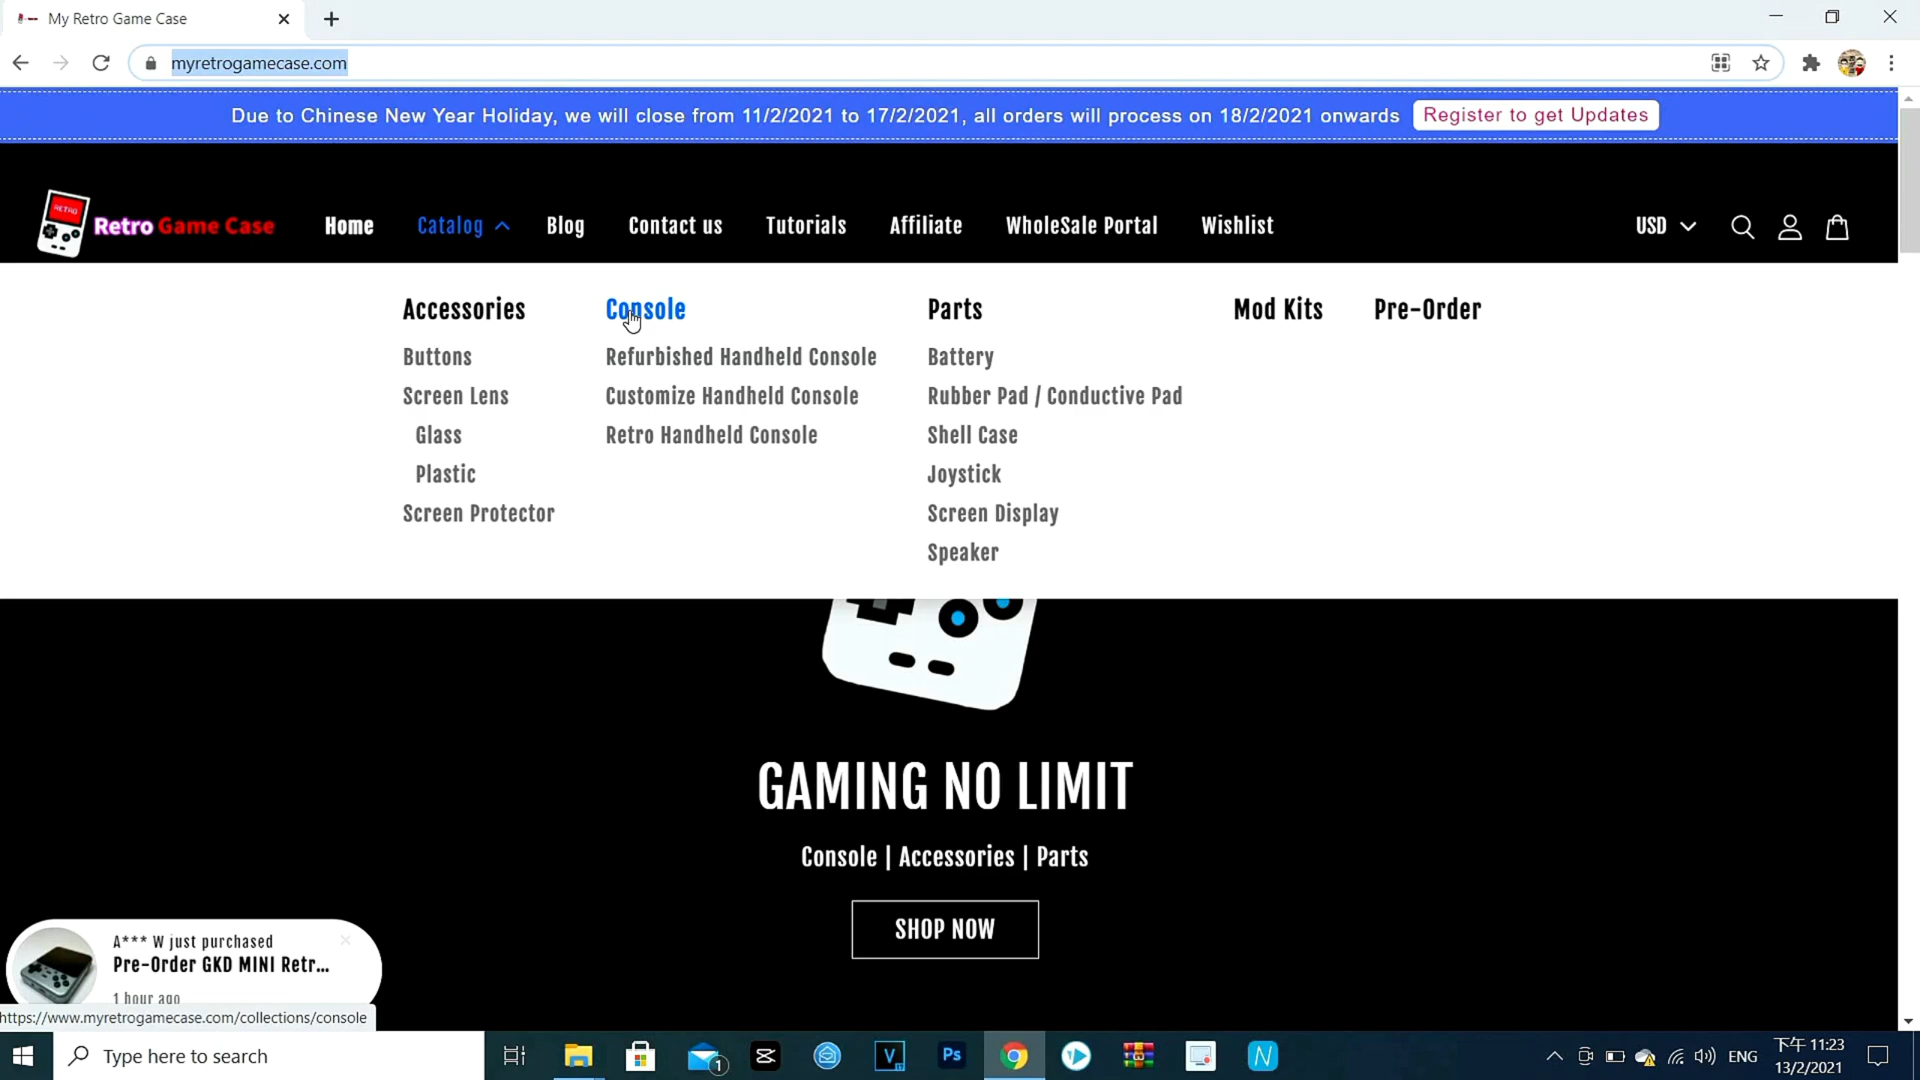 My Retro Game Case
myretrogamecase.com
Due to Chinese New Year Holiday, we will close from 11/2/2021 to 17/2/2021, all orders will process on 18/2/2021 onwards Register to get Updates
RETRO
Retro Game Case Home Catalog Blog Contact us Tutorials Affiliate WholeSale Portal Wishlist USD
Accessories Console Parts Mod Kits Pre-Order
Buttons Refurbished Handheld Console Battery
Screen Lens Customize Handheld Console Rubber Pad / Conductive Pad
Glass Retro Handheld Console Shell Case
Plastic Joystick
Screen Protector Screen Display
Speaker
GAMING NO LIMIT
Console | Accessories | Parts
SHOP NOW
A*** W just purchased
Pre-Order GKD MINI Retr...
1 hour ago
https://www.myretrogamecase.com/collections/console
Type here to search 1 V Ps N ENG 下午 11:23
13/2/2021